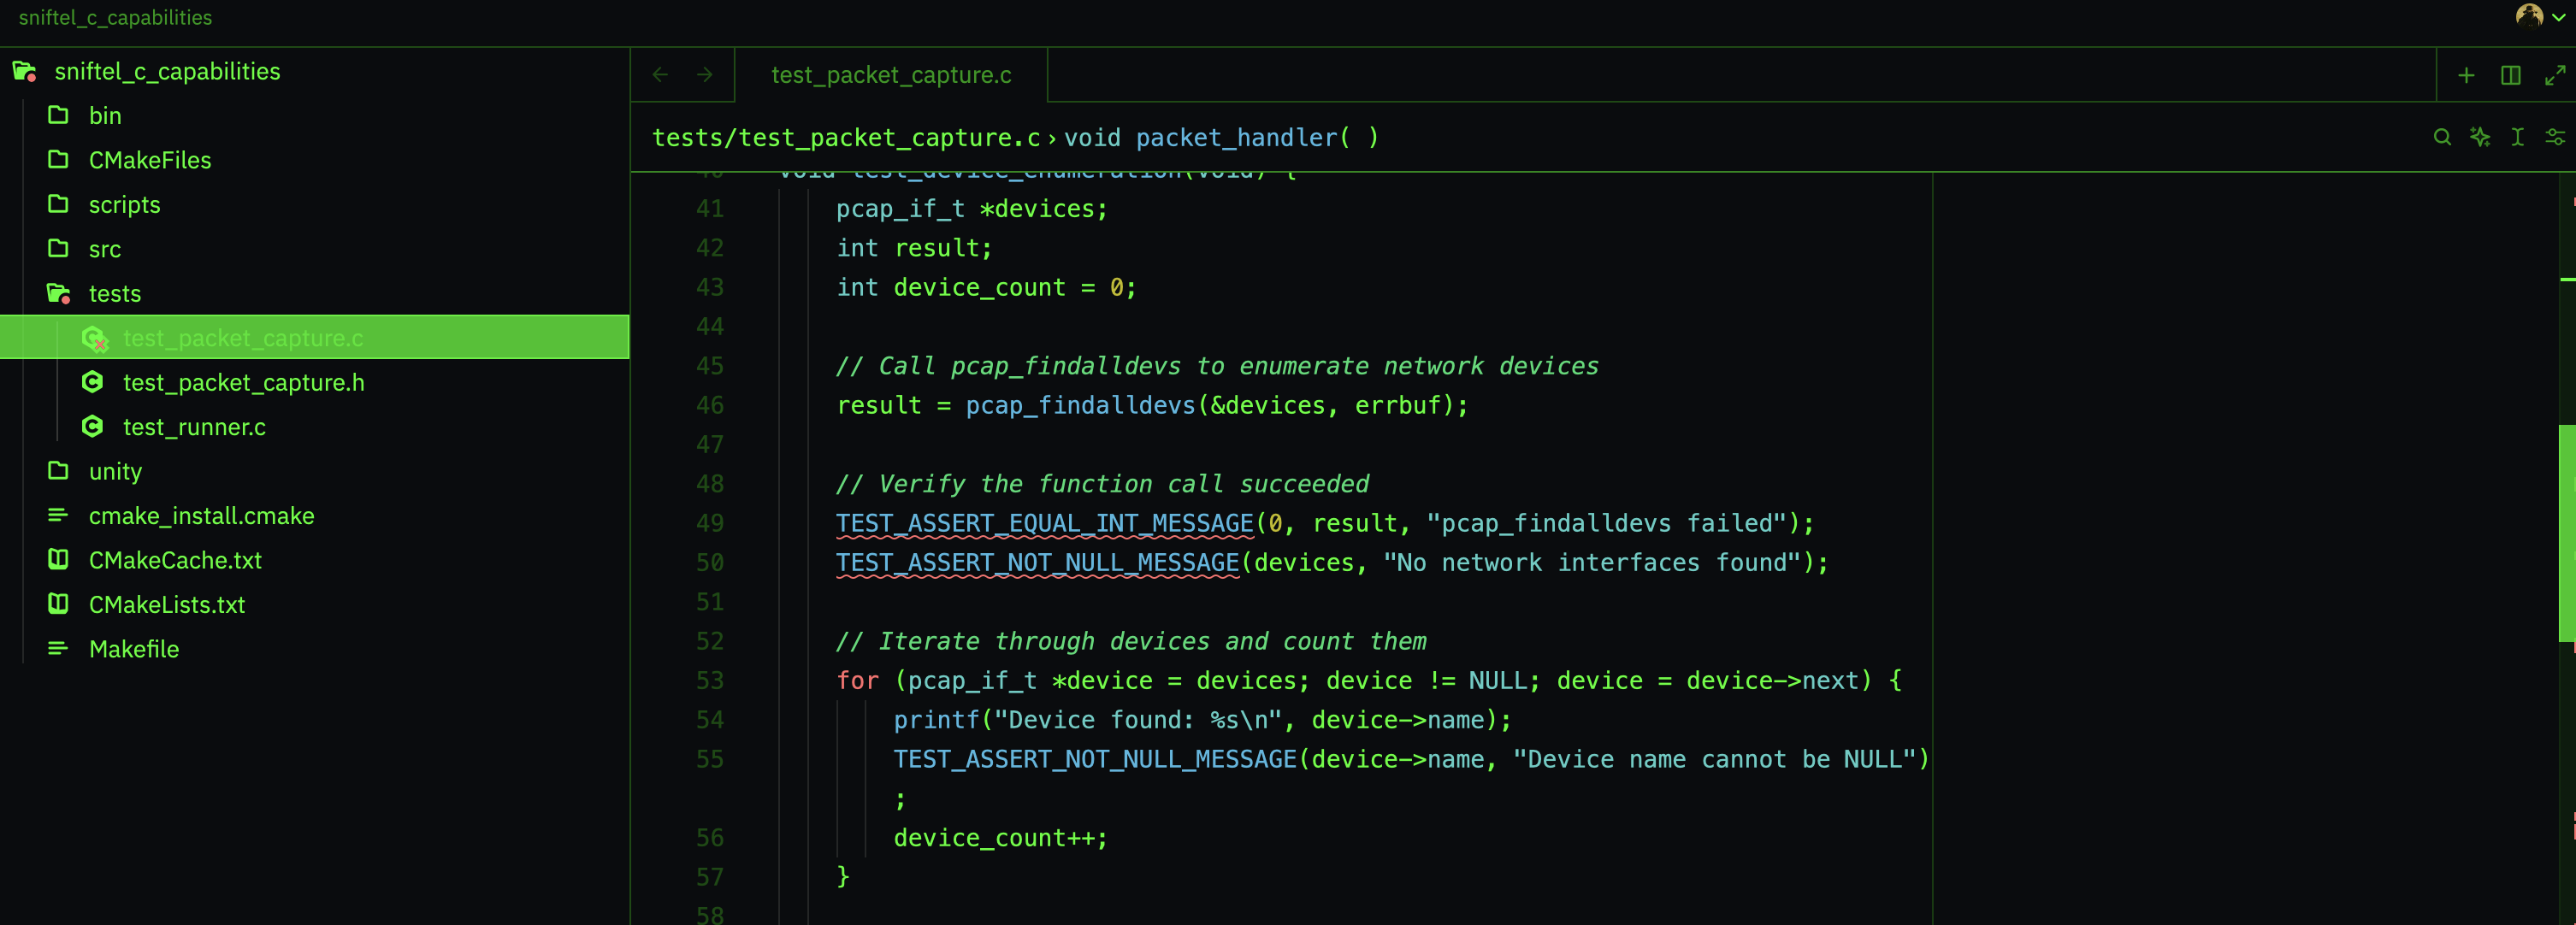 sniftel_c_capabilities
sniftel_c_capabilities
bin
CMakeFiles
scripts
src
tests
test_packet_capture.c
test_packet_capture.h
test_runner.c
unity
cmake_install.cmake
CMakeCache.txt
CMakeLists.txt
Makefile
test_packet_capture.c
tests/test_packet_capture.c › void packet_handler( )
40 void test_device_enumeration(void) {
41 pcap_if_t *devices;
42 int result;
43 int device_count = 0;
44
45 // Call pcap_findalldevs to enumerate network devices
46 result = pcap_findalldevs(&devices, errbuf);
47
48 // Verify the function call succeeded
49 TEST_ASSERT_EQUAL_INT_MESSAGE(0, result, "pcap_findalldevs failed");
50 TEST_ASSERT_NOT_NULL_MESSAGE(devices, "No network interfaces found");
51
52 // Iterate through devices and count them
53 for (pcap_if_t *device = devices; device != NULL; device = device->next) {
54 printf("Device found: %s\n", device->name);
55 TEST_ASSERT_NOT_NULL_MESSAGE(device->name, "Device name cannot be NULL")
;
56 device_count++;
57 }
58